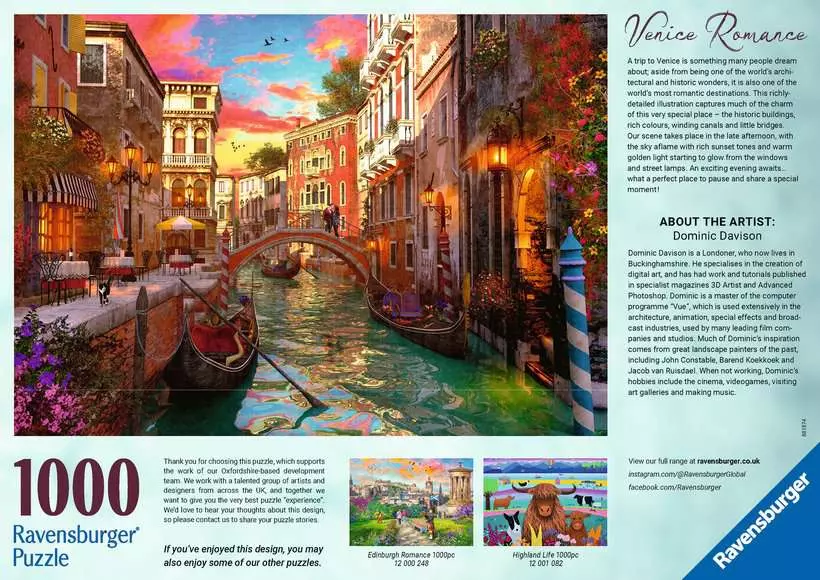 Venice Romance
A trip to Venice is something many people dream
about; aside from being one of the world's archi-
tectural and historic wonders, it is also one of the
world's most romantic destinations. This richly-
detailed illustration captures much of the charm
of this very special place – the historic buildings,
rich colours, winding canals and little bridges.
Our scene takes place in the late afternoon, with
the sky aflame with rich sunset tones and warm
golden light starting to glow from the windows
and street lamps. An exciting evening awaits...
what a perfect place to pause and share a special
moment!
ABOUT THE ARTIST:
Dominic Davison
Dominic Davison is a Londoner, who now lives in
Buckinghamshire. He specialises in the creation of
digital art, and has had work and tutorials published
in specialist magazines 3D Artist and Advanced
Photoshop. Dominic is a master of the computer
programme "Vue", which is used extensively in the
architecture, animation, special effects and broad-
cast industries, used by many leading film com-
panies and studios. Much of Dominic's inspiration
comes from great landscape painters of the past,
including John Constable, Barend Koekkoek and
Jacob van Ruisdael. When not working, Dominic's
hobbies include the cinema, videogames, visiting
art galleries and making music.
1000
Ravensburger®
Puzzle
Thank you for choosing this puzzle, which supports
the work of our Oxfordshire-based development
team. We work with a talented group of artists and
designers from across the UK, and together we
want to give you the very best puzzle "experience".
We'd love to hear your thoughts about this design,
so please contact us to share your puzzle stories.
If you've enjoyed this design, you may
also enjoy some of our other puzzles.
Edinburgh Romance 1000pc
12 000 248
Highland Life 1000pc
12 001 082
View our full range at ravensburger.co.uk
instagram.com/@RavensburgerGlobal
facebook.com/Ravensburger
Ravensburger